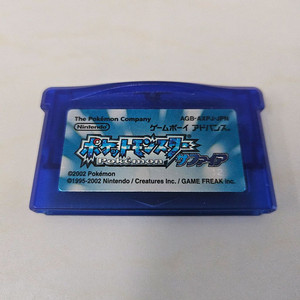 The Pokémon Company
AGB-AXPJ-JPN
Nintendo
ゲームボーイ アドバンス
ポケットモンスター
Pokémon
サファイア
©2002 Pokémon
©1995-2002 Nintendo / Creatures Inc. / GAME FREAK inc.